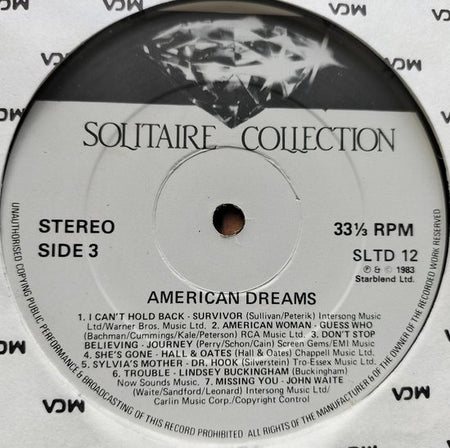 MCA
MCA
MCA
MCA
MCA
MCA
MCA
SOLITAIRE COLLECTION
STEREO
SIDE 3
33⅓ RPM
SLTD 12
℗ & © 1983
Starblend Ltd.
AMERICAN DREAMS
1. I CAN'T HOLD BACK - SURVIVOR (Sullivan/Peterik) Intersong Music
Ltd/Warner Bros. Music Ltd. 2. AMERICAN WOMAN - GUESS WHO
(Bachman/Cummings/Kale/Peterson) RCA Music Ltd. 3. DON'T STOP
BELIEVING - JOURNEY (Perry/Schon/Cain) Screen Gems/EMI Music
4. SHE'S GONE - HALL & OATES (Hall & Oates) Chappell Music Ltd.
5. SYLVIA'S MOTHER - DR. HOOK (Silverstein) Tro-Essex Music Ltd.
6. TROUBLE - LINDSEY BUCKINGHAM (Buckingham)
Now Sounds Music. 7. MISSING YOU - JOHN WAITE
(Waite/Sandford/Leonard) Intersong Music Ltd/
Carlin Music Corp./Copyright Control
UNAUTHORISED COPYING PUBLIC PERFORMANCE & BROADCASTING OF THIS RECORD PROHIBITED ALL RIGHTS OF THE MANUFACTURER & OF THE OWNER OF THE RECORDED WORK RESERVED